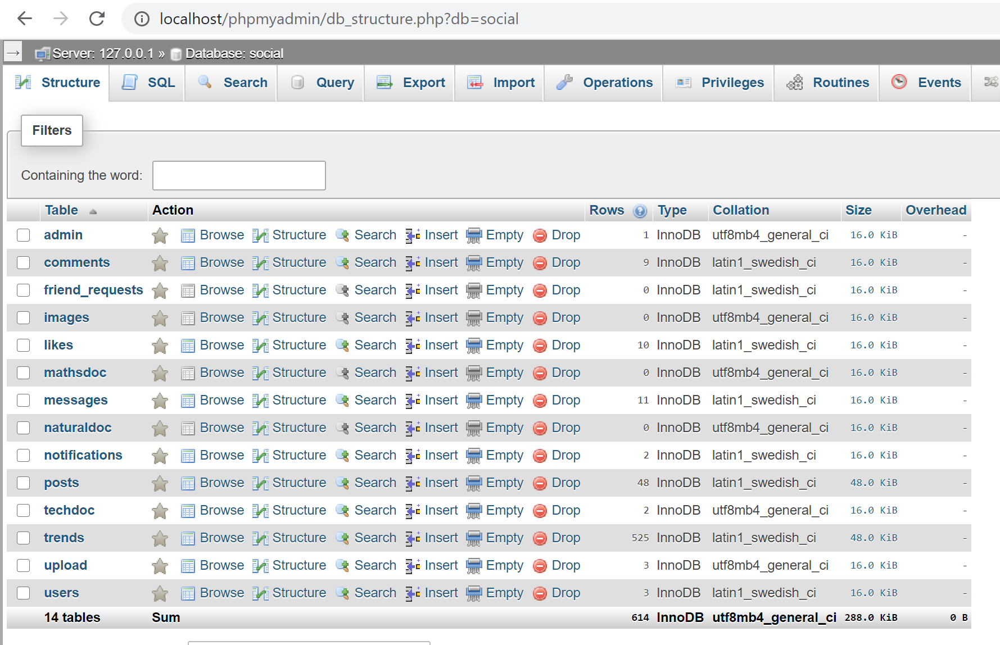 localhost/phpmyadmin/db_structure.php?db=social
Server: 127.0.0.1 » Database: social
Structure SQL Search Query Export Import Operations Privileges Routines Events
Filters
Containing the word:
Table Action Rows Type Collation Size Overhead
admin Browse Structure Search Insert Empty Drop 1 InnoDB utf8mb4_general_ci 16.0 KiB -
comments Browse Structure Search Insert Empty Drop 9 InnoDB latin1_swedish_ci 16.0 KiB -
friend_requests Browse Structure Search Insert Empty Drop 0 InnoDB latin1_swedish_ci 16.0 KiB -
images Browse Structure Search Insert Empty Drop 0 InnoDB utf8mb4_general_ci 16.0 KiB -
likes Browse Structure Search Insert Empty Drop 10 InnoDB latin1_swedish_ci 16.0 KiB -
mathsdoc Browse Structure Search Insert Empty Drop 0 InnoDB utf8mb4_general_ci 16.0 KiB -
messages Browse Structure Search Insert Empty Drop 11 InnoDB latin1_swedish_ci 16.0 KiB -
naturaldoc Browse Structure Search Insert Empty Drop 0 InnoDB utf8mb4_general_ci 16.0 KiB -
notifications Browse Structure Search Insert Empty Drop 2 InnoDB latin1_swedish_ci 16.0 KiB -
posts Browse Structure Search Insert Empty Drop 48 InnoDB latin1_swedish_ci 48.0 KiB -
techdoc Browse Structure Search Insert Empty Drop 2 InnoDB utf8mb4_general_ci 16.0 KiB -
trends Browse Structure Search Insert Empty Drop 525 InnoDB latin1_swedish_ci 48.0 KiB -
upload Browse Structure Search Insert Empty Drop 3 InnoDB utf8mb4_general_ci 16.0 KiB -
users Browse Structure Search Insert Empty Drop 3 InnoDB latin1_swedish_ci 16.0 KiB -
14 tables Sum 614 InnoDB utf8mb4_general_ci 288.0 KiB 0 B